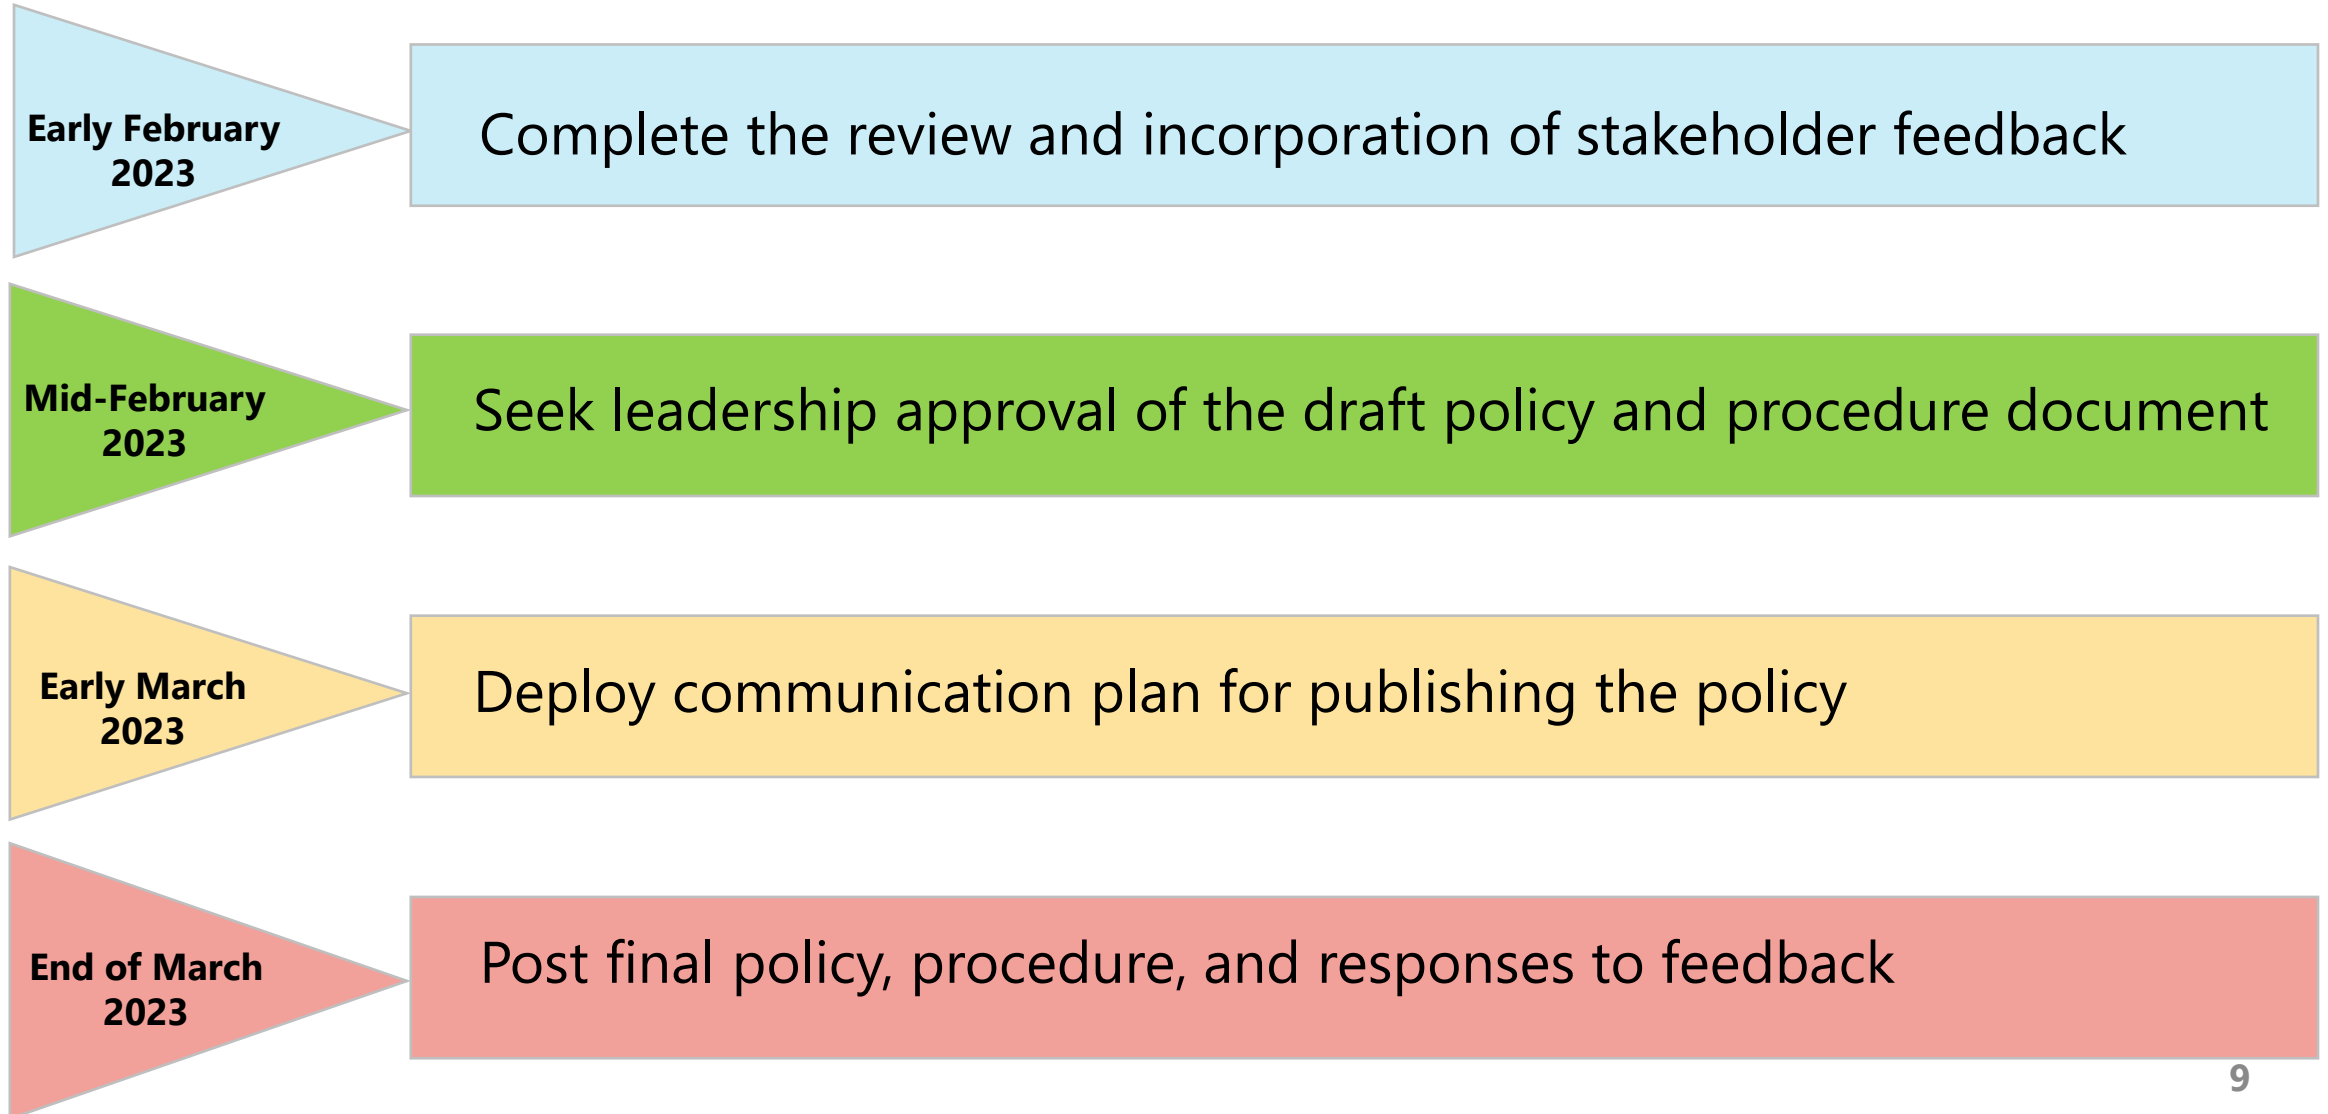 Early February
2023
Complete the review and incorporation of stakeholder feedback
Mid-February
2023
Seek leadership approval of the draft policy and procedure document
Early March
2023
Deploy communication plan for publishing the policy
End of March
2023
Post final policy, procedure, and responses to feedback
9